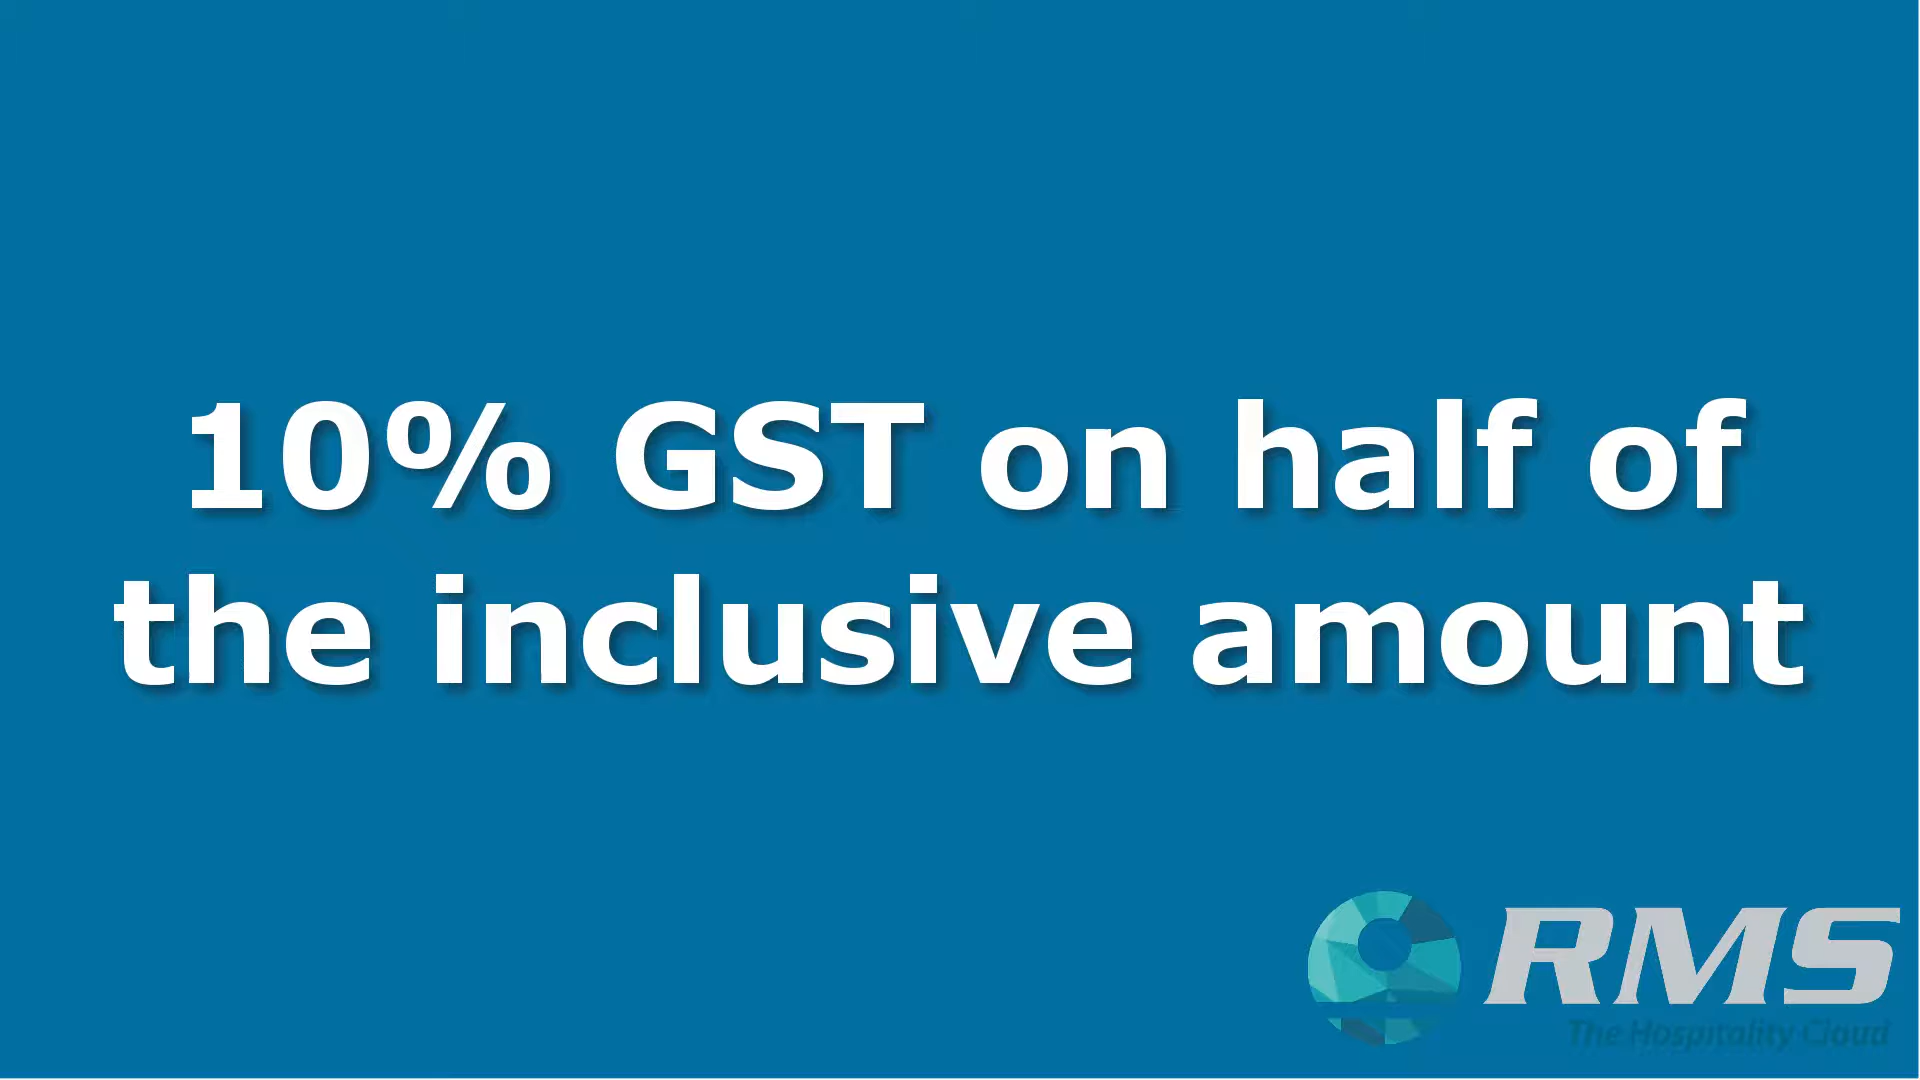 10% GST on half of
the inclusive amount
RMS
The Hospitality Cloud